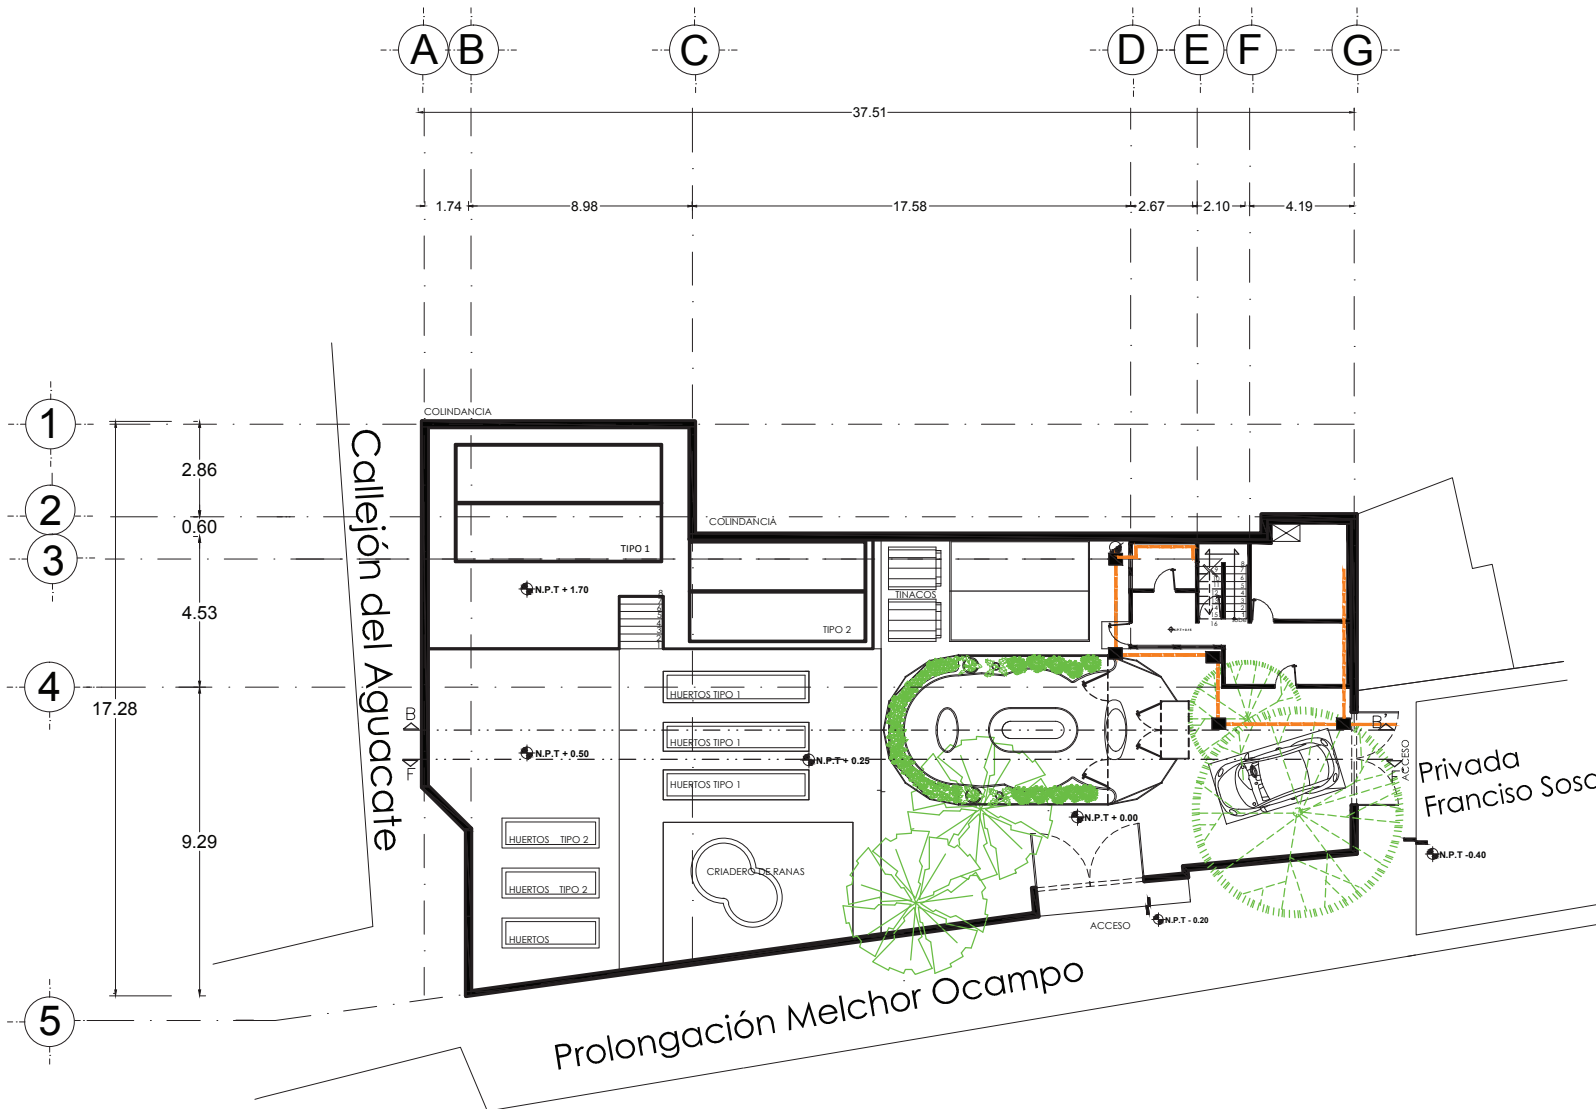 A B C D E F G
37.51
1.74 8.98 17.58 2.67 2.10 4.19
1
2
3
4
5
2.86
0.60
4.53
17.28
9.29
COLINDANCIA
COLINDANCIA
Callejón del Aguacate
TIPO 1
N.P.T + 1.70
TIPO 2
TINACOS
HUERTOS TIPO 1
HUERTOS TIPO 1
HUERTOS TIPO 1
B
F
N.P.T + 0.50
N.P.T + 0.25
HUERTOS TIPO 2
HUERTOS TIPO 2
HUERTOS
CRIADERO DE RANAS
N.P.T + 0.00
B'
ACCESO
Privada
Franciso Sosa
N.P.T -0.40
N.P.T - 0.20
ACCESO
Prolongación Melchor Ocampo